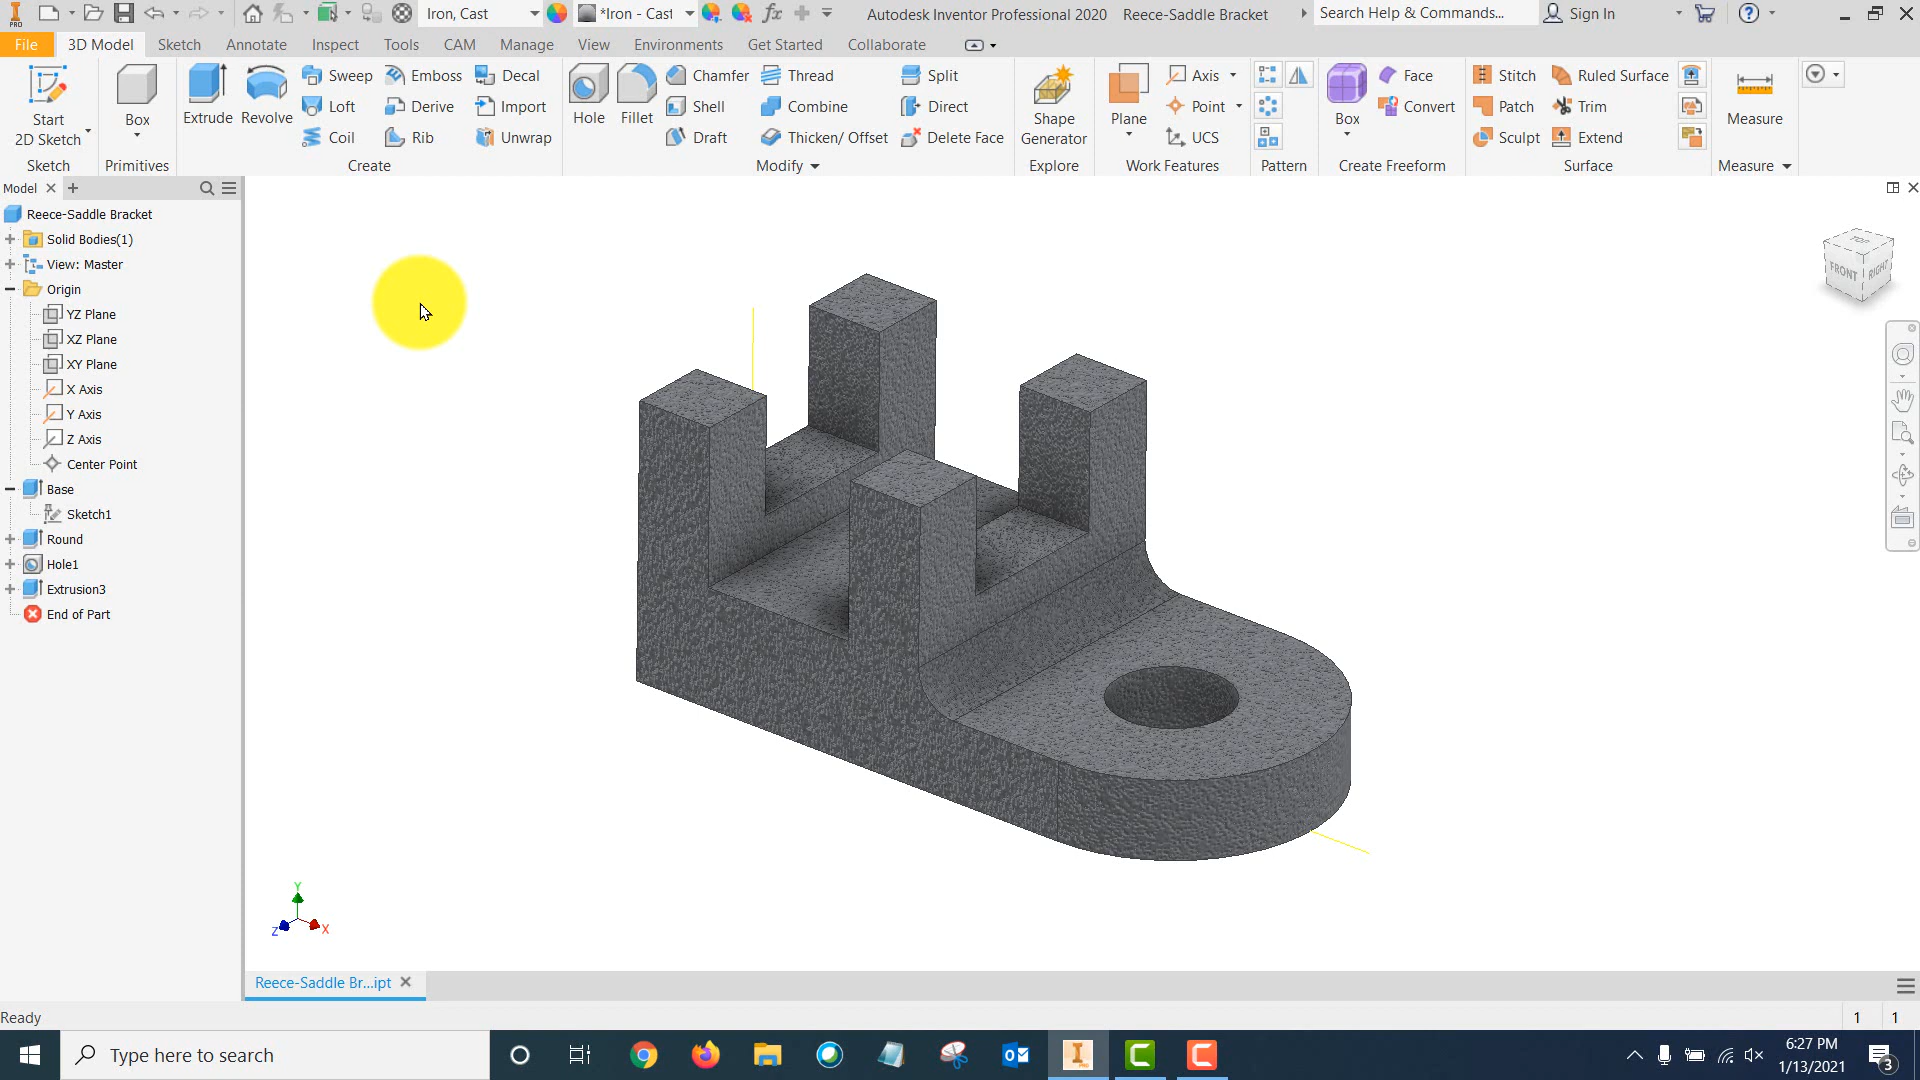 Iron, Cast
*Iron - Cast
Autodesk Inventor Professional 2020 Reece-Saddle Bracket
Search Help & Commands...
Sign In
PRO
File
3D Model
Sketch
Annotate
Inspect
Tools
CAM
Manage
View
Environments
Get Started
Collaborate
Start
2D Sketch
Sketch
Box
Primitives
Extrude
Revolve
Sweep
Emboss
Decal
Loft
Derive
Import
Coil
Rib
Unwrap
Create
Hole
Fillet
Chamfer
Thread
Split
Shell
Combine
Direct
Draft
Thicken/ Offset
Delete Face
Modify
Shape
Generator
Explore
Plane
Axis
Point
UCS
Work Features
Pattern
Box
Face
Convert
Create Freeform
Stitch
Ruled Surface
Patch
Trim
Sculpt
Extend
Surface
Measure
Measure
Model
Reece-Saddle Bracket
Solid Bodies(1)
View: Master
Origin
YZ Plane
XZ Plane
XY Plane
X Axis
Y Axis
Z Axis
Center Point
Base
Sketch1
Round
Hole1
Extrusion3
End of Part
TOP
FRONT
RIGHT
Y
Z
X
Reece-Saddle Br...ipt
Ready
1 1
Type here to search
6:27 PM
1/13/2021
3